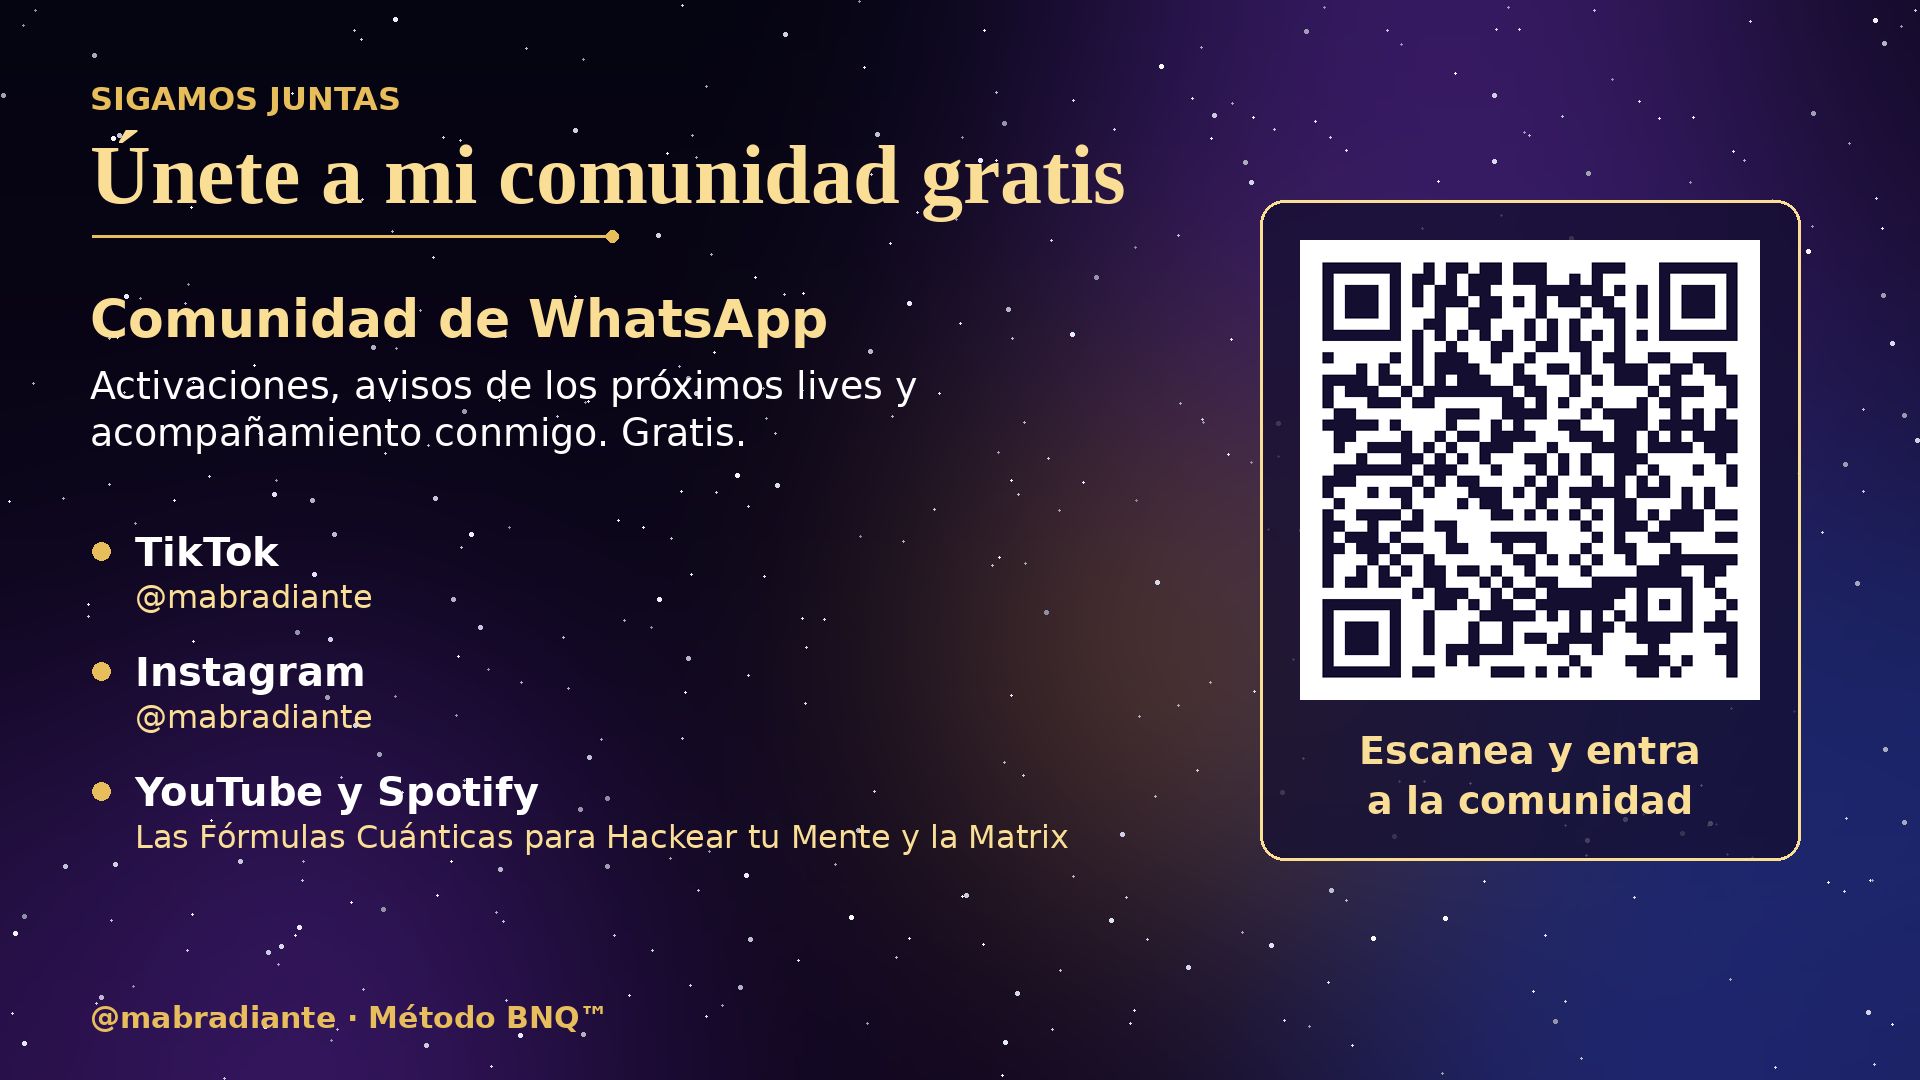 SIGAMOS JUNTAS
Únete a mi comunidad gratis
Comunidad de WhatsApp
Activaciones, avisos de los próximos lives y
acompañamiento conmigo. Gratis.
TikTok
@mabradiante
Instagram
@mabradiante
YouTube y Spotify
Las Fórmulas Cuánticas para Hackear tu Mente y la Matrix
Escanea y entra
a la comunidad
@mabradiante · Método BNQ™